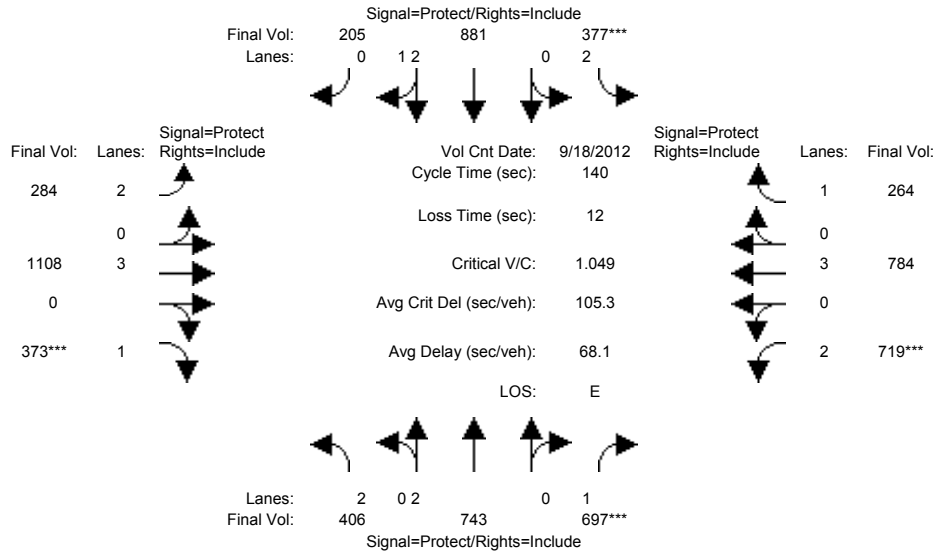 Signal=Protect/Rights=Include
Final Vol: 205 881 377***
Lanes: 0 1 2 0 2
Signal=Protect Signal=Protect
Final Vol: Lanes: Rights=Include Vol Cnt Date: 9/18/2012 Rights=Include Lanes: Final Vol:
Cycle Time (sec): 140
284 2 1 264
Loss Time (sec): 12
0 0
1108 3 Critical V/C: 1.049 3 784
0 Avg Crit Del (sec/veh): 105.3 0
373*** 1 Avg Delay (sec/veh): 68.1 2 719***
LOS: E
Lanes: 2 0 2 0 1
Final Vol: 406 743 697***
Signal=Protect/Rights=Include